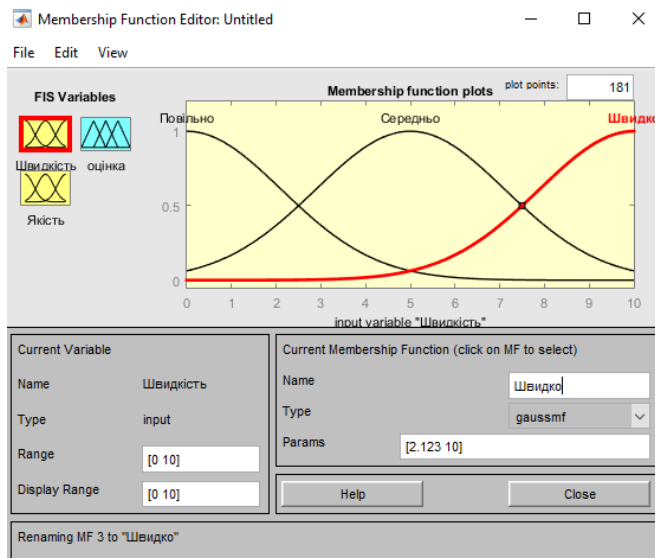 Membership Function Editor: Untitled
File Edit View
FIS Variables
Швидкість оцінка
Якість
Membership function plots plot points: 181
Повільно Середньо Швидко
1
0.5
0
0 1 2 3 4 5 6 7 8 9 10
input variable "Швидкість"
Current Variable
Name Швидкість
Type input
Range [0 10]
Display Range [0 10]
Current Membership Function (click on MF to select)
Name Швидко
Type gaussmf
Params [2.123 10]
Help Close
Renaming MF 3 to "Швидко"